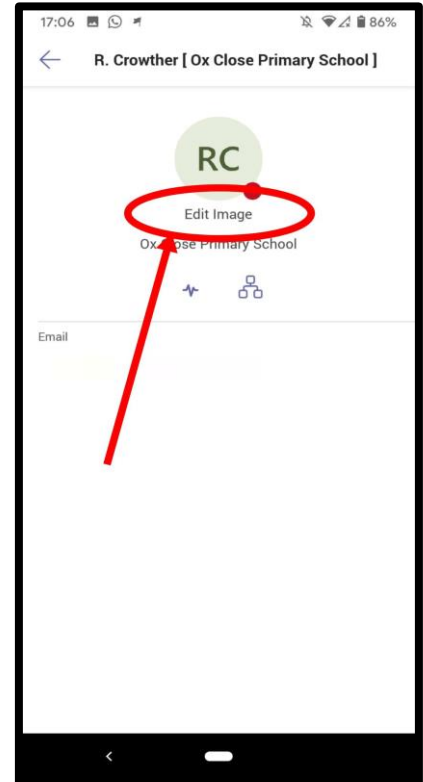 17:06 86%
R. Crowther [ Ox Close Primary School ]
RC
Edit Image
Ox Close Primary School
Email